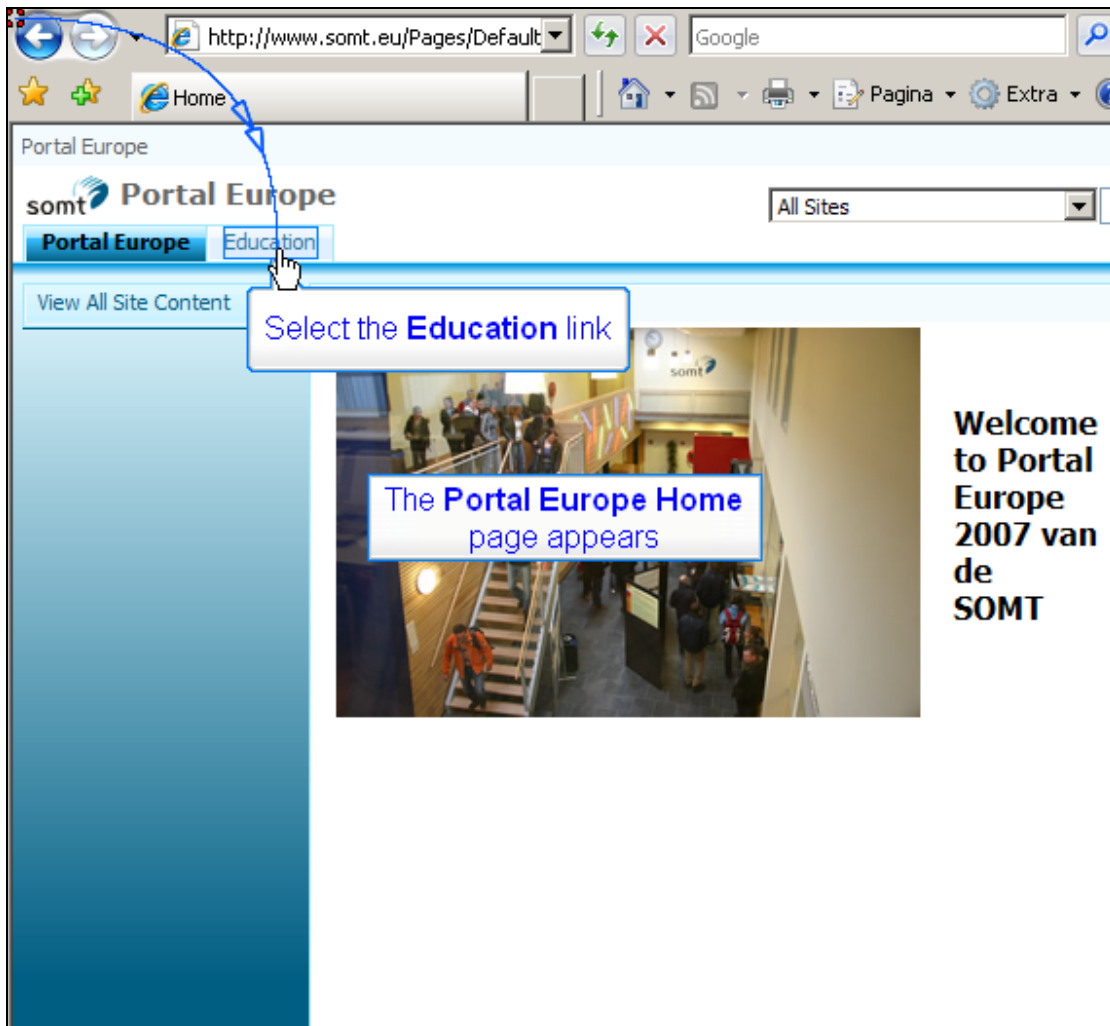 http://www.somt.eu/Pages/Default
Google
Home
Pagina
Extra
Portal Europe
somt
Portal Europe
All Sites
Portal Europe
Education
View All Site Content
Select the Education link
somt
The Portal Europe Home
page appears
Welcome
to Portal
Europe
2007 van
de
SOMT